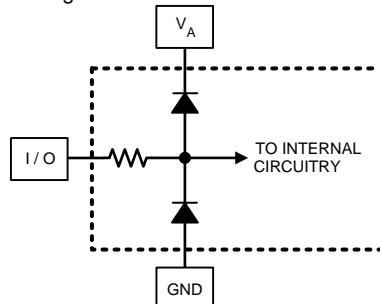 V_A
I / O
TO INTERNAL
CIRCUITRY
GND